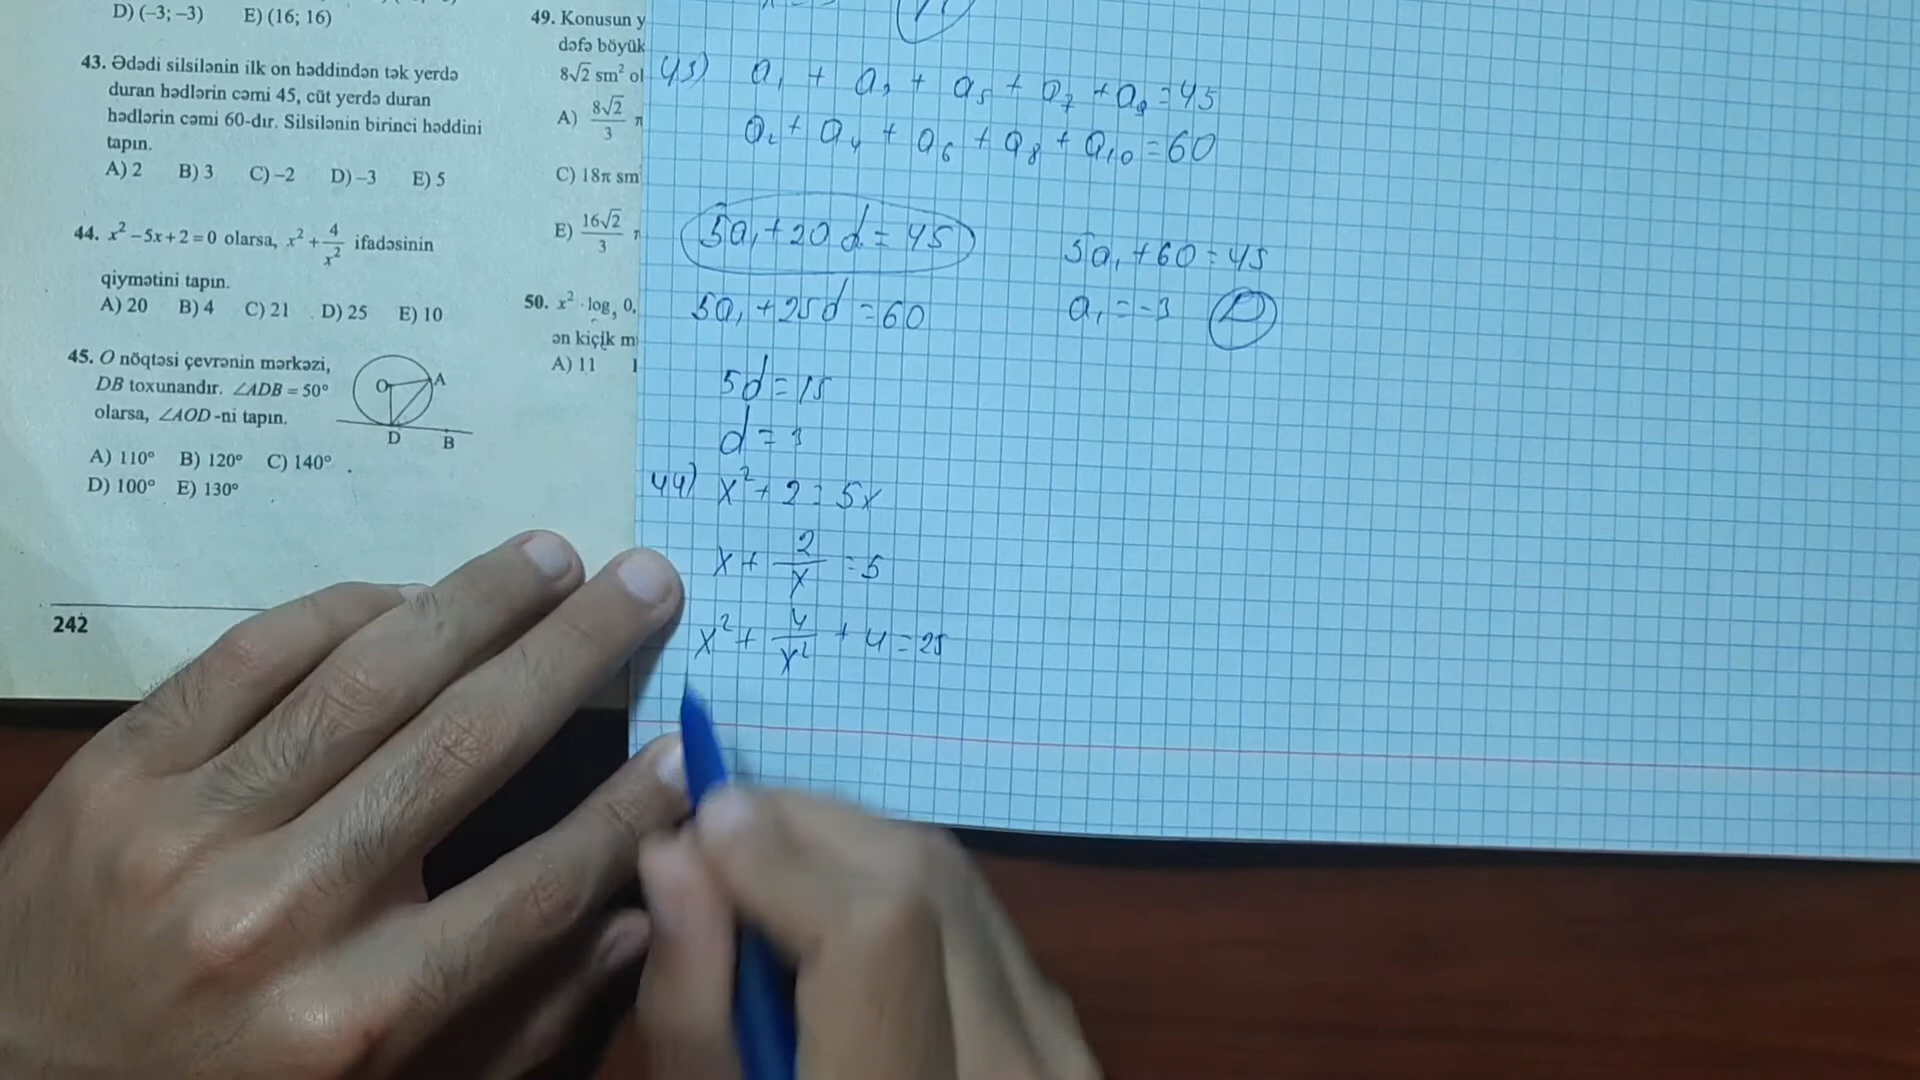 D) (–3; –3) E) (16; 16)
43. Ədədi silsilənin ilk on həddindən tək yerdə
duran hədlərin cəmi 45, cüt yerdə duran
hədlərin cəmi 60-dır. Silsilənin birinci həddini
tapın.
A) 2 B) 3 C) –2 D) –3 E) 5
44. x² – 5x + 2 = 0 olarsa, x² + 4/x² ifadəsinin
qiymətini tapın.
A) 20 B) 4 C) 21 D) 25 E) 10
45. O nöqtəsi çevrənin mərkəzi,
DB toxunandır. ∠ADB = 50°
olarsa, ∠AOD-ni tapın.
O A D B
A) 110° B) 120° C) 140°
D) 100° E) 130°
242
49. Konusun y
dəfə böyük
8√2 sm² ol
A) 8√2/3 π
C) 18π sm
E) 16√2/3
50. x² · log₅ 0,
ən kiçik m
A) 11
43) a₁ + a₃ + a₅ + a₇ + a₉ = 45
a₂ + a₄ + a₆ + a₈ + a₁₀ = 60
5a₁ + 20d = 45
5a₁ + 25d = 60
5d = 15
d = 3
5a₁ + 60 = 45
a₁ = -3 D
44) x² + 2 = 5x
x + 2/x = 5
x² + 4/x² + 4 = 25